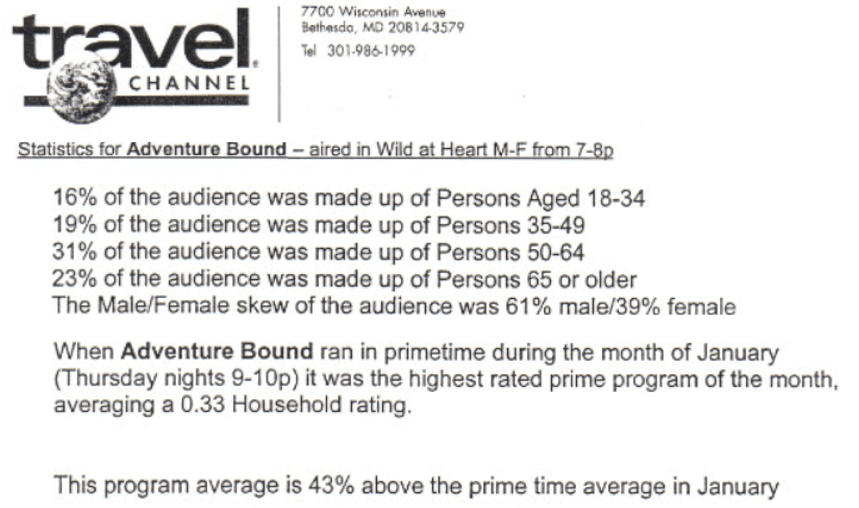 travel
CHANNEL
7700 Wisconsin Avenue
Bethesda, MD 20814-3579
Tel 301-986-1999
Statistics for Adventure Bound – aired in Wild at Heart M-F from 7-8p
16% of the audience was made up of Persons Aged 18-34
19% of the audience was made up of Persons 35-49
31% of the audience was made up of Persons 50-64
23% of the audience was made up of Persons 65 or older
The Male/Female skew of the audience was 61% male/39% female
When Adventure Bound ran in primetime during the month of January
(Thursday nights 9-10p) it was the highest rated prime program of the month,
averaging a 0.33 Household rating.
This program average is 43% above the prime time average in January